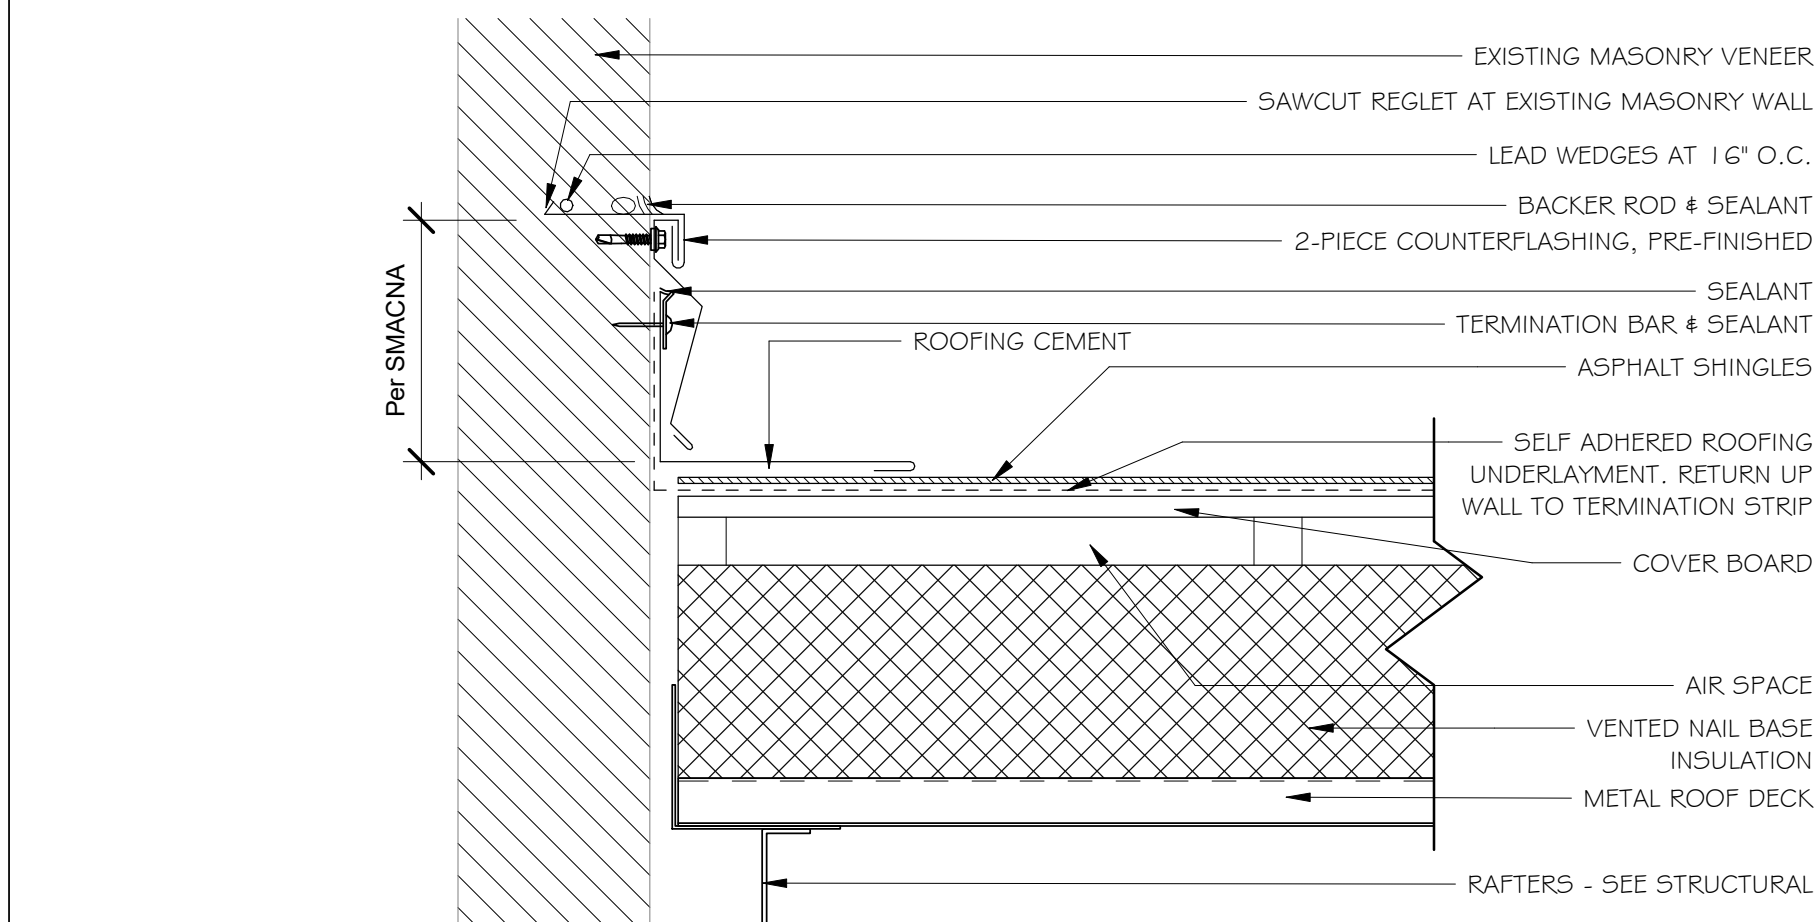 EXISTING MASONRY VENEER
SAWCUT REGLET AT EXISTING MASONRY WALL
LEAD WEDGES AT 16" O.C.
BACKER ROD & SEALANT
2-PIECE COUNTERFLASHING, PRE-FINISHED
SEALANT
TERMINATION BAR & SEALANT
ROOFING CEMENT
ASPHALT SHINGLES
Per SMACNA
SELF ADHERED ROOFING
UNDERLAYMENT. RETURN UP
WALL TO TERMINATION STRIP
COVER BOARD
AIR SPACE
VENTED NAIL BASE
INSULATION
METAL ROOF DECK
RAFTERS - SEE STRUCTURAL